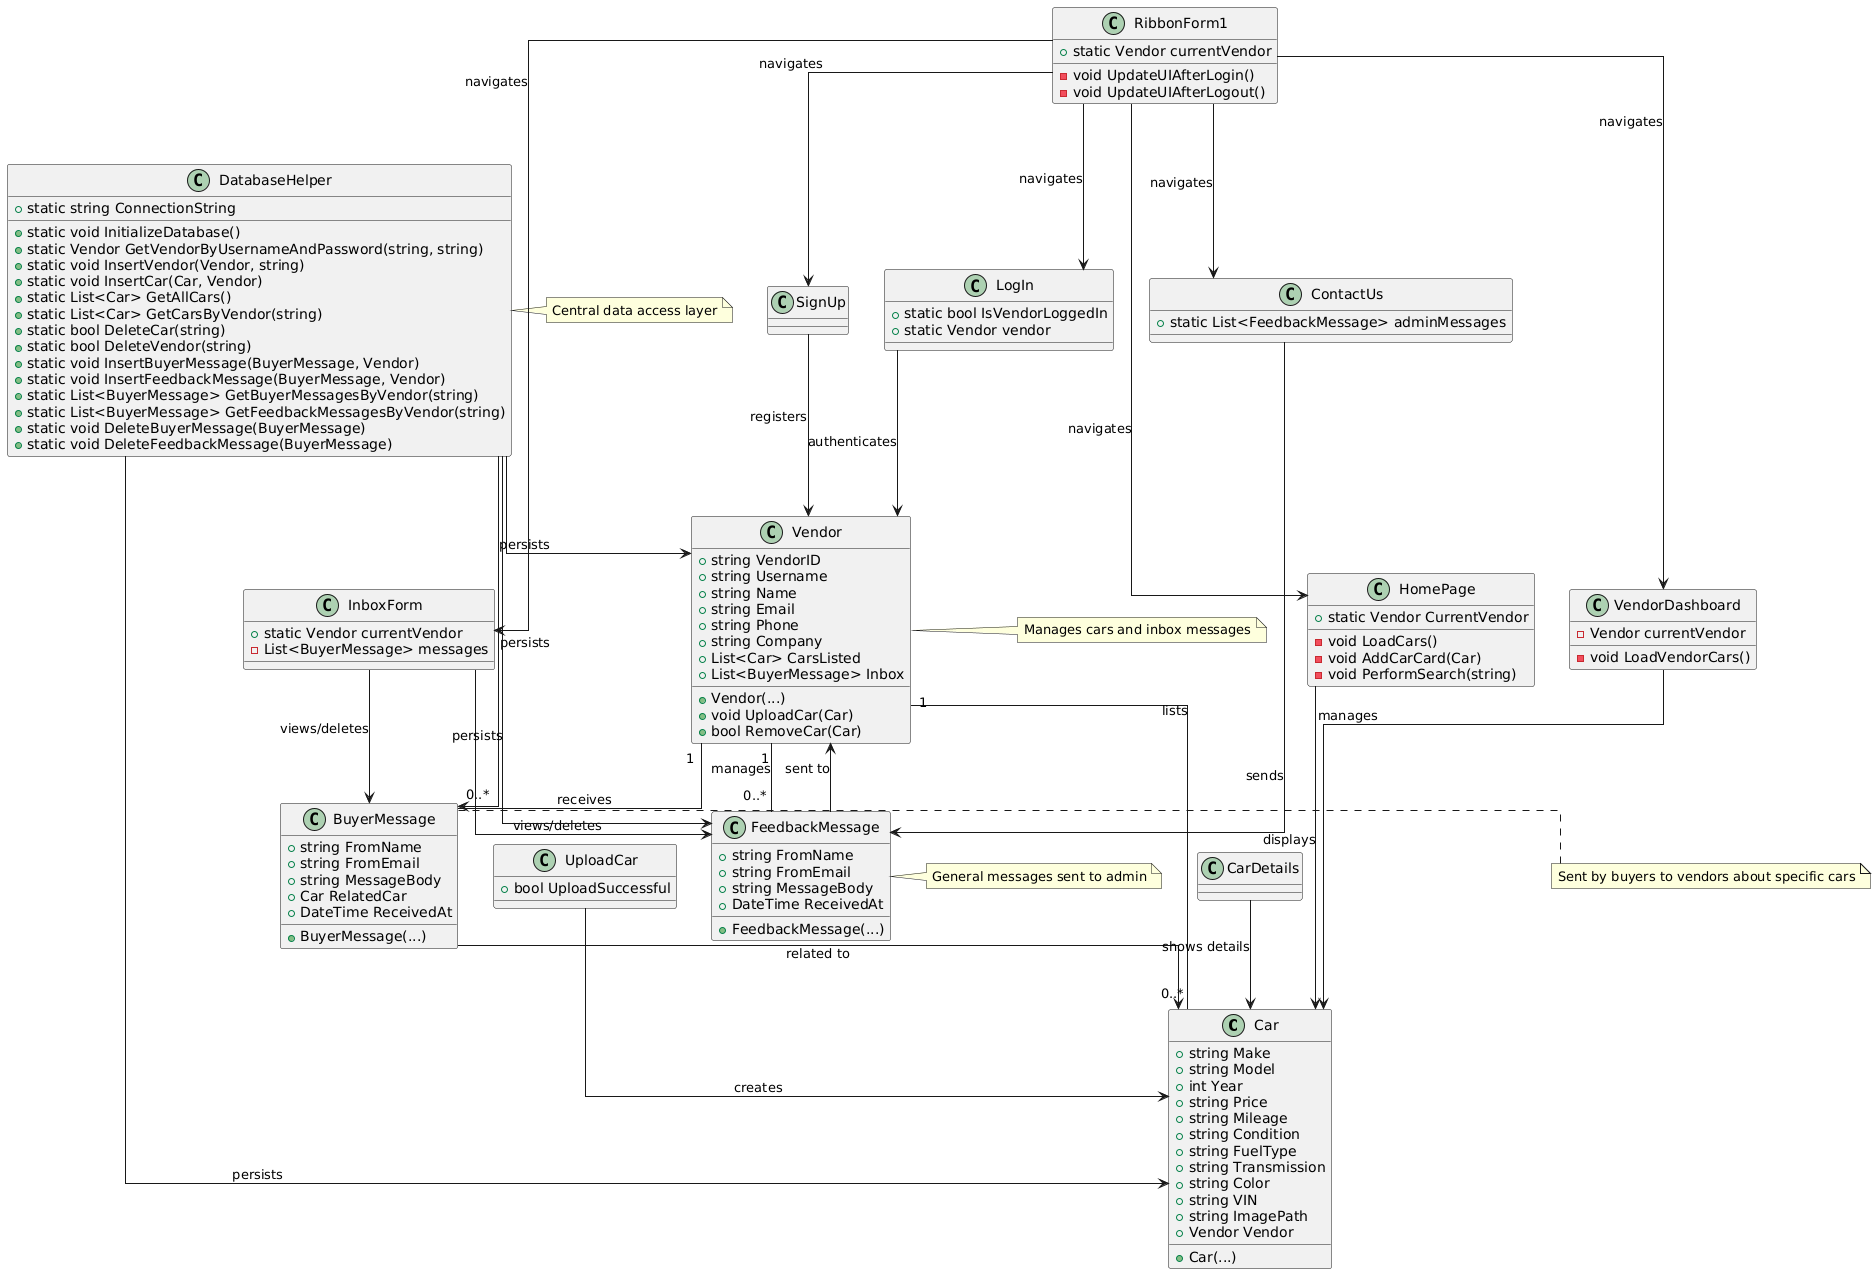 C RibbonForm1
static Vendor currentVendor
void UpdateUIAfterLogin()
void UpdateUIAfterLogout()
navigates
navigates
navigates
navigates
navigates
navigates
C DatabaseHelper
static string ConnectionString
static void InitializeDatabase()
static Vendor GetVendorByUsernameAndPassword(string, string)
static void InsertVendor(Vendor, string)
static void InsertCar(Car, Vendor)
static List<Car> GetAllCars()
static List<Car> GetCarsByVendor(string)
static bool DeleteCar(string)
static bool DeleteVendor(string)
static void InsertBuyerMessage(BuyerMessage, Vendor)
static void InsertFeedbackMessage(BuyerMessage, Vendor)
static List<BuyerMessage> GetBuyerMessagesByVendor(string)
static List<BuyerMessage> GetFeedbackMessagesByVendor(string)
static void DeleteBuyerMessage(BuyerMessage)
static void DeleteFeedbackMessage(BuyerMessage)
Central data access layer
C SignUp
C LogIn
static bool IsVendorLoggedIn
static Vendor vendor
C ContactUs
static List<FeedbackMessage> adminMessages
registers
authenticates
persists
C Vendor
string VendorID
string Username
string Name
string Email
string Phone
string Company
List<Car> CarsListed
List<BuyerMessage> Inbox
Vendor(...)
void UploadCar(Car)
bool RemoveCar(Car)
Manages cars and inbox messages
C HomePage
static Vendor CurrentVendor
void LoadCars()
void AddCarCard(Car)
void PerformSearch(string)
C VendorDashboard
Vendor currentVendor
void LoadVendorCars()
C InboxForm
static Vendor currentVendor
List<BuyerMessage> messages
persists
1
lists
manages
views/deletes
persists
1
manages
1
sent to
sends
0..*
receives
0..*
views/deletes
displays
C BuyerMessage
string FromName
string FromEmail
string MessageBody
Car RelatedCar
DateTime ReceivedAt
BuyerMessage(...)
C UploadCar
bool UploadSuccessful
C FeedbackMessage
string FromName
string FromEmail
string MessageBody
DateTime ReceivedAt
FeedbackMessage(...)
General messages sent to admin
C CarDetails
Sent by buyers to vendors about specific cars
related to
shows details
0..*
C Car
string Make
string Model
int Year
string Price
string Mileage
string Condition
string FuelType
string Transmission
string Color
string VIN
string ImagePath
Vendor Vendor
Car(...)
creates
persists